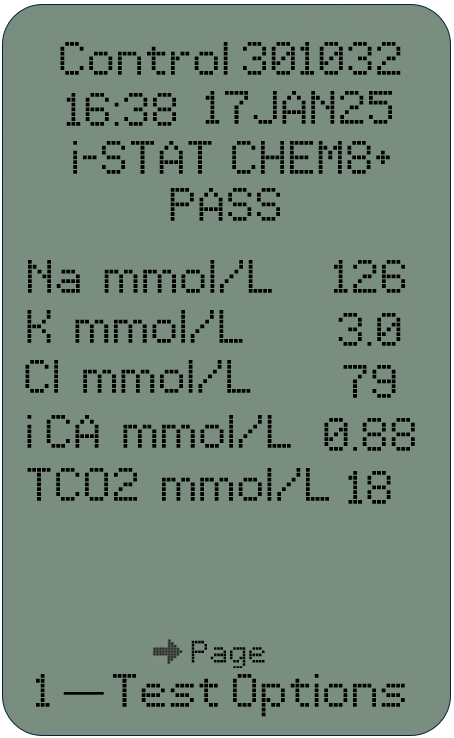 Control 301032
16:38 17JAN25
i-STAT CHEM8+
PASS
Na mmol/L 126
K mmol/L 3.0
Cl mmol/L 79
iCA mmol/L 0.88
TCO2 mmol/L 18
➔ Page
1 — Test Options